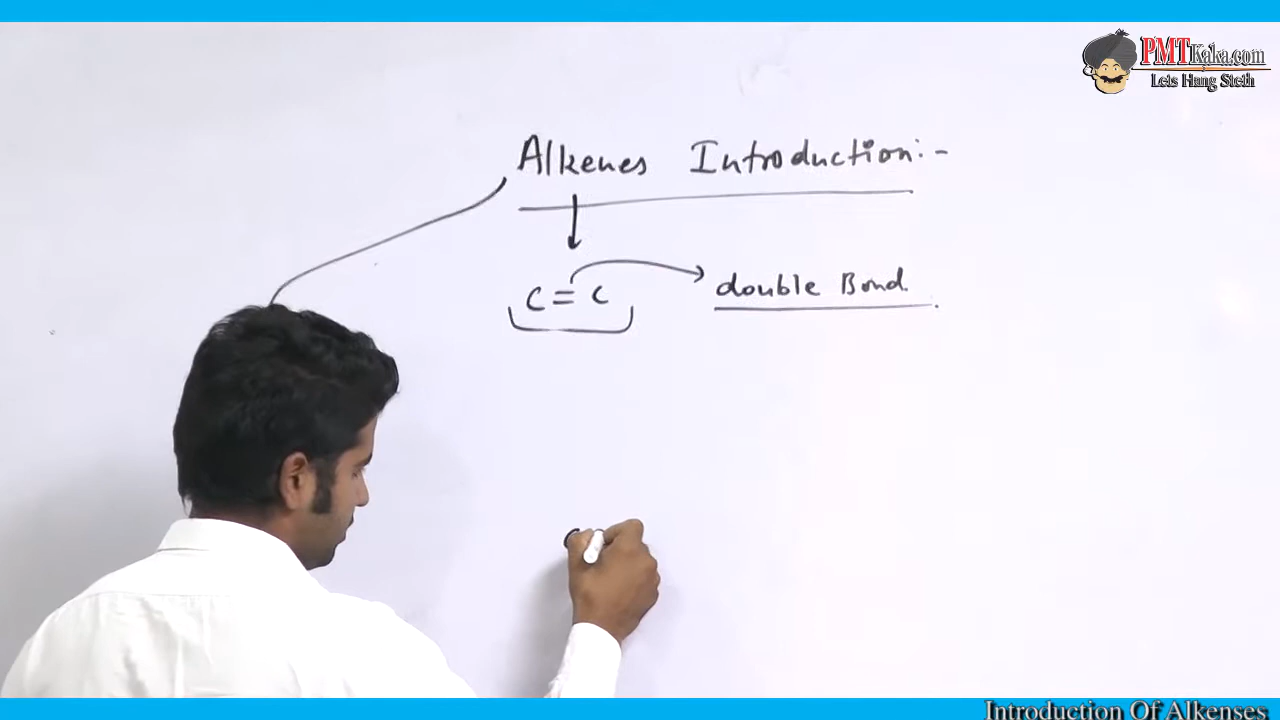 PMTKaka.com
Lets Hang Steth
Alkenes Introduction:-
C = C
double Bond.
Introduction Of Alkenses